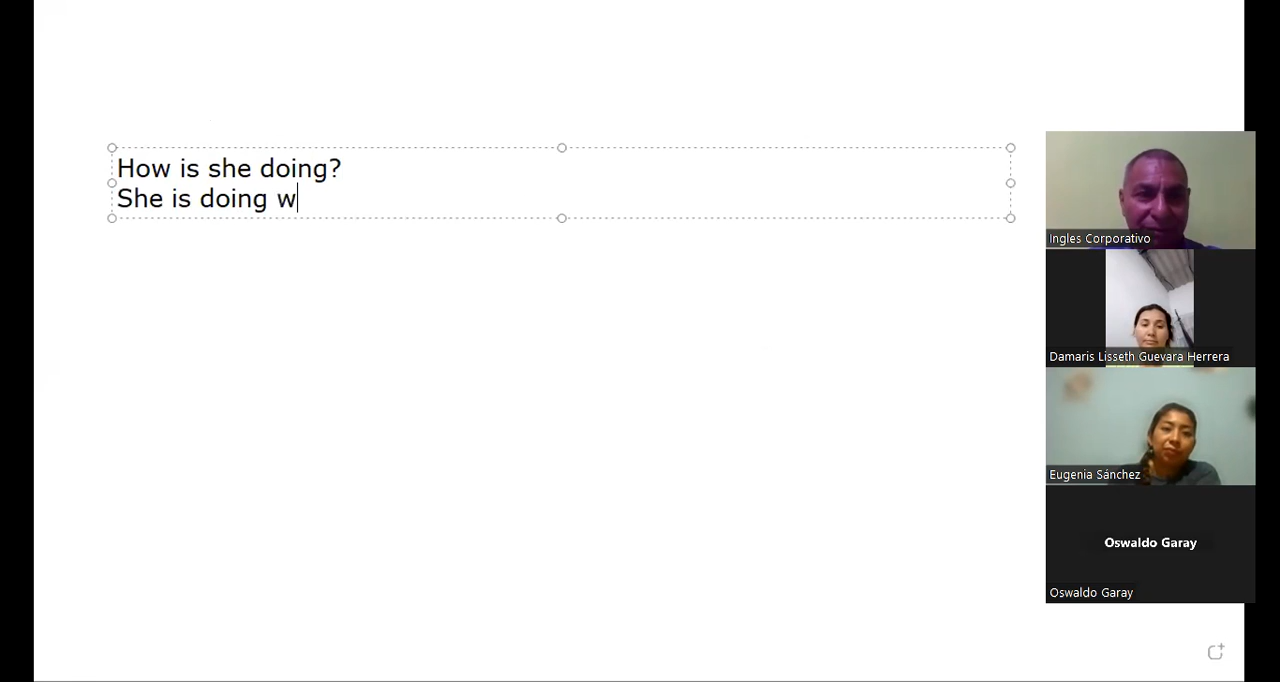 How is she doing?
She is doing w
Ingles Corporativo
Damaris Lisseth Guevara Herrera
Eugenia Sánchez
Oswaldo Garay
Oswaldo Garay